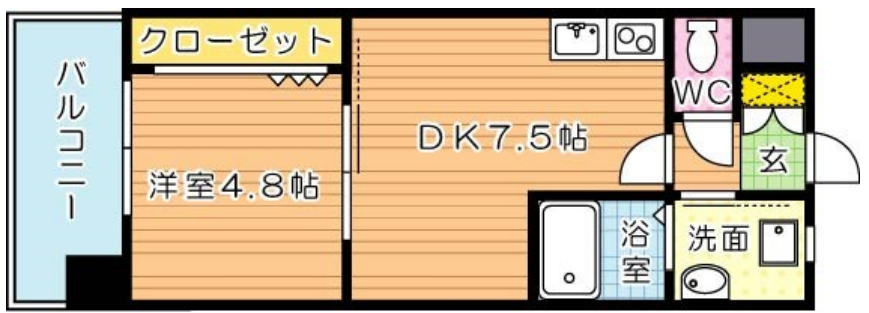 バルコニー
クローゼット
洋室4.8帖
DK7.5帖
WC
玄
浴室
洗面